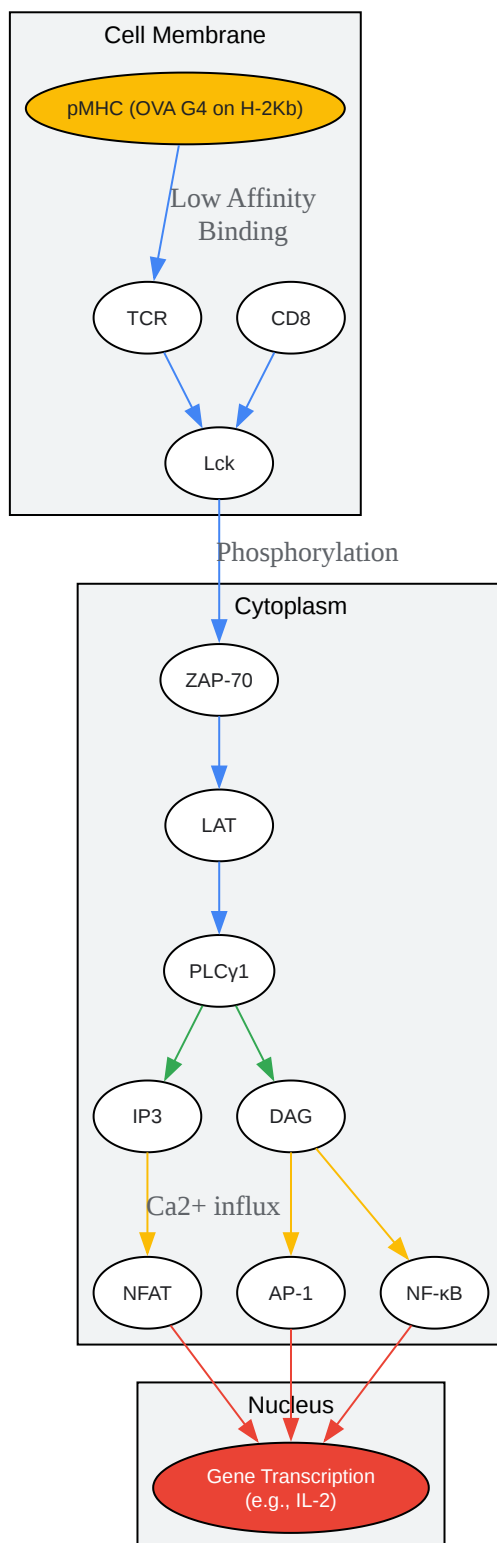 Cell Membrane
pMHC (OVA G4 on H-2Kb)
Low Affinity
Binding
TCR
CD8
Lck
Phosphorylation
Cytoplasm
ZAP-70
LAT
PLCγ1
IP3
DAG
Ca2+ influx
NFAT
AP-1
NF-κB
Nucleus
Gene Transcription
(e.g., IL-2)